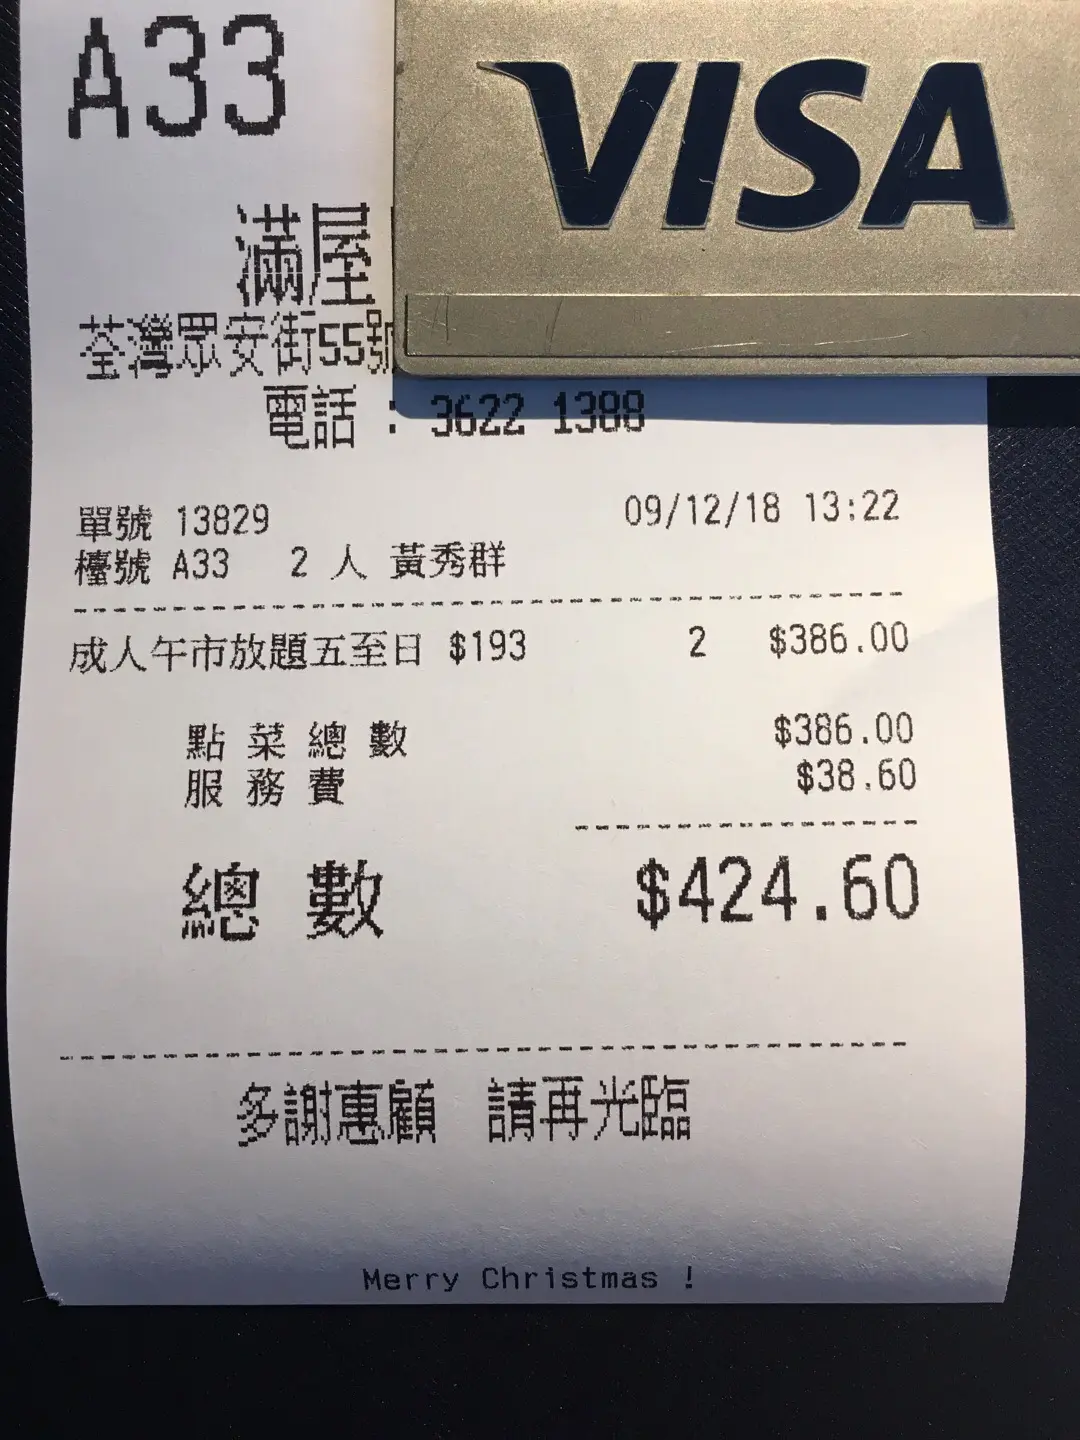 A33
VISA
滿屋
荃灣眾安街55號
電話 : 3622 1388
單號 13829 09/12/18 13:22
檯號 A33 2 人 黃秀群
成人午市放題五至日 $193 2 $386.00
點 菜 總 數 $386.00
服 務 費 $38.60
總 數 $424.60
多謝惠顧 請再光臨
Merry Christmas !